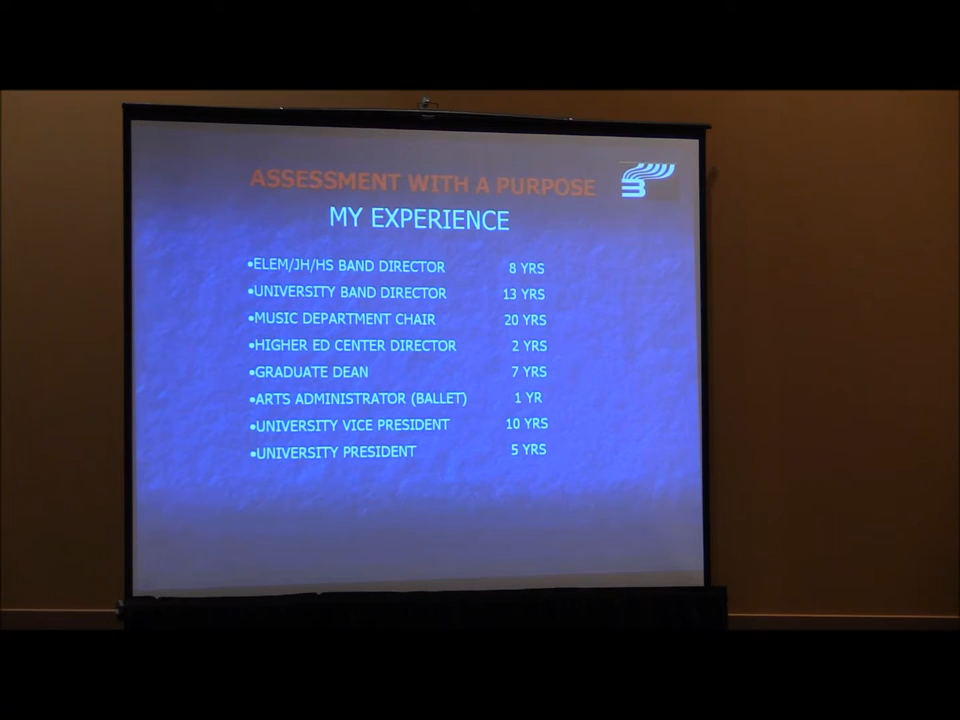 ASSESSMENT WITH A PURPOSE
MY EXPERIENCE
•ELEM/JH/HS BAND DIRECTOR 8 YRS
•UNIVERSITY BAND DIRECTOR 13 YRS
•MUSIC DEPARTMENT CHAIR 20 YRS
•HIGHER ED CENTER DIRECTOR 2 YRS
•GRADUATE DEAN 7 YRS
•ARTS ADMINISTRATOR (BALLET) 1 YR
•UNIVERSITY VICE PRESIDENT 10 YRS
•UNIVERSITY PRESIDENT 5 YRS